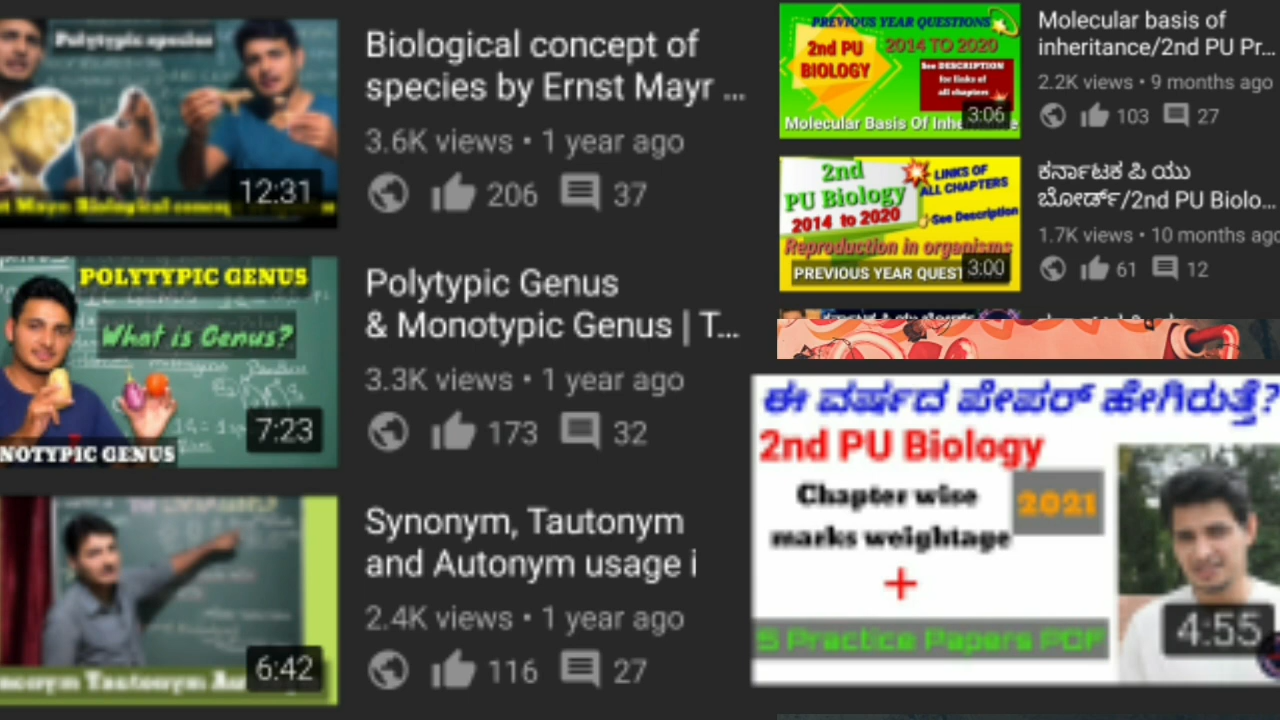 Polytypic species
12:31
Biological concept of
species by Ernst Mayr ...
3.6K views • 1 year ago
206
37
POLYTYPIC GENUS
What is Genus?
7:23
NOTYPIC GENUS
Polytypic Genus
& Monotypic Genus | T...
3.3K views • 1 year ago
173
32
6:42
Synonym, Tautonym
and Autonym usage i
2.4K views • 1 year ago
116
27
PREVIOUS YEAR QUESTIONS
2nd PU
BIOLOGY
2014 TO 2020
See DESCRIPTION
for links of
all chapters
3:06
Molecular Basis Of Inhe
Molecular basis of
inheritance/2nd PU Pr...
2.2K views • 9 months ago
103
27
2nd
PU Biology
2014 to 2020
LINKS OF
ALL CHAPTERS
See Description
Reproduction in organisms
PREVIOUS YEAR QUEST
3:00
ಕರ್ನಾಟಕ ಪಿ ಯು
ಬೋರ್ಡ್/2nd PU Biolo...
1.7K views • 10 months ago
61
12
ಈ ವರ್ಷದ ಪೇಪರ್ ಹೇಗಿರುತ್ತೆ?
2nd PU Biology
Chapter wise
marks weightage
2021
+
5 Practice Papers PDF
4:55